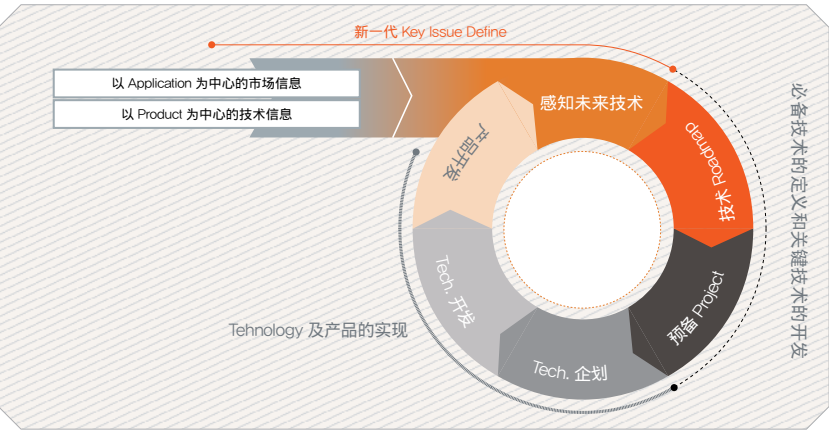 新一代 Key Issue Define
以 Application 为中心的市场信息
以 Product 为中心的技术信息
感知未来技术
技术 Roadmap
预备 Project
Tech. 企划
Tech. 开发
产品开发
必备技术的定义和关键技术的开发
Tehnology 及产品的实现